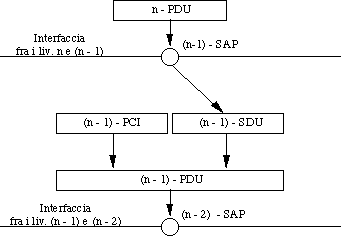 n - PDU
Interfaccia
fra i liv. n e (n - 1)
(n-1) - SAP
(n - 1) - PCI
(n - 1) - SDU
(n - 1) - PDU
Interfaccia
fra i liv. (n - 1) e (n - 2)
(n - 2) - SAP